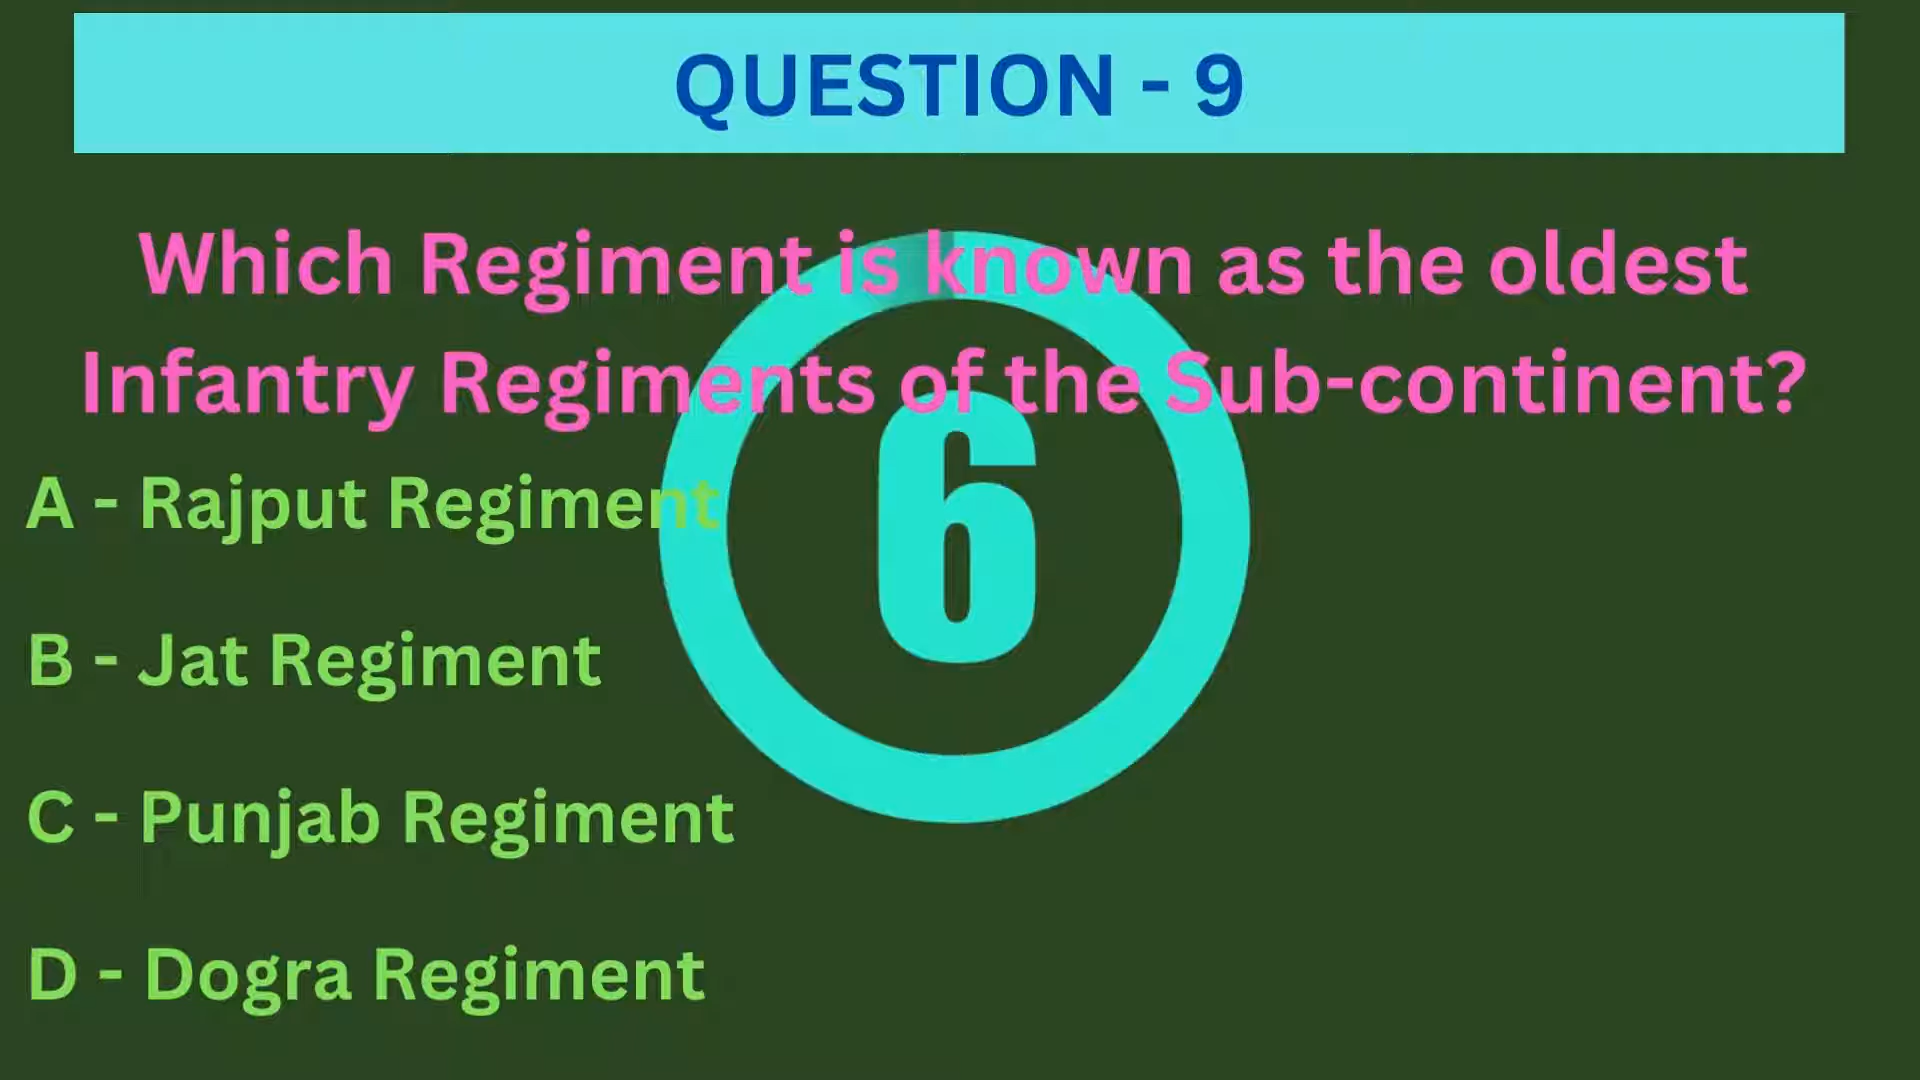 QUESTION - 9
Which Regiment is known as the oldest
Infantry Regiments of the Sub-continent?
6
A - Rajput Regiment
B - Jat Regiment
C - Punjab Regiment
D - Dogra Regiment